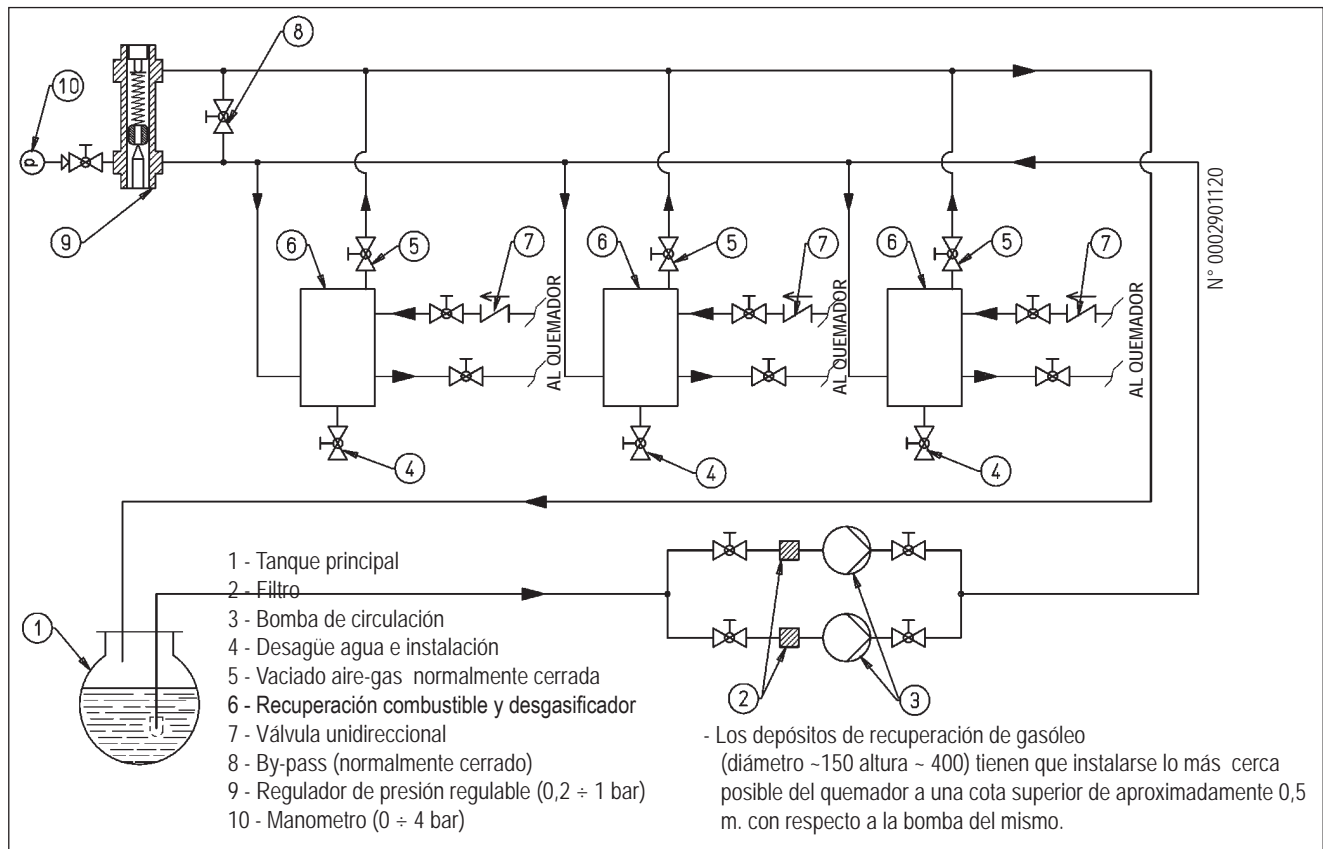 8
10
p
9
6
5
7
6
5
7
6
5
7
AL QUEMADOR
AL QUEMADOR
AL QUEMADOR
N° 0002901120
4
4
4
1
1 - Tanque principal
2 - Filtro
3 - Bomba de circulación
4 - Desagüe agua e instalación
5 - Vaciado aire-gas normalmente cerrada
6 - Recuperación combustible y desgasificador
7 - Válvula unidireccional
8 - By-pass (normalmente cerrado)
9 - Regulador de presión regulable (0,2 ÷ 1 bar)
10 - Manometro (0 ÷ 4 bar)
2
3
- Los depósitos de recuperación de gasóleo
(diámetro ~150 altura ~ 400) tienen que instalarse lo más cerca
posible del quemador a una cota superior de aproximadamente 0,5
m. con respecto a la bomba del mismo.